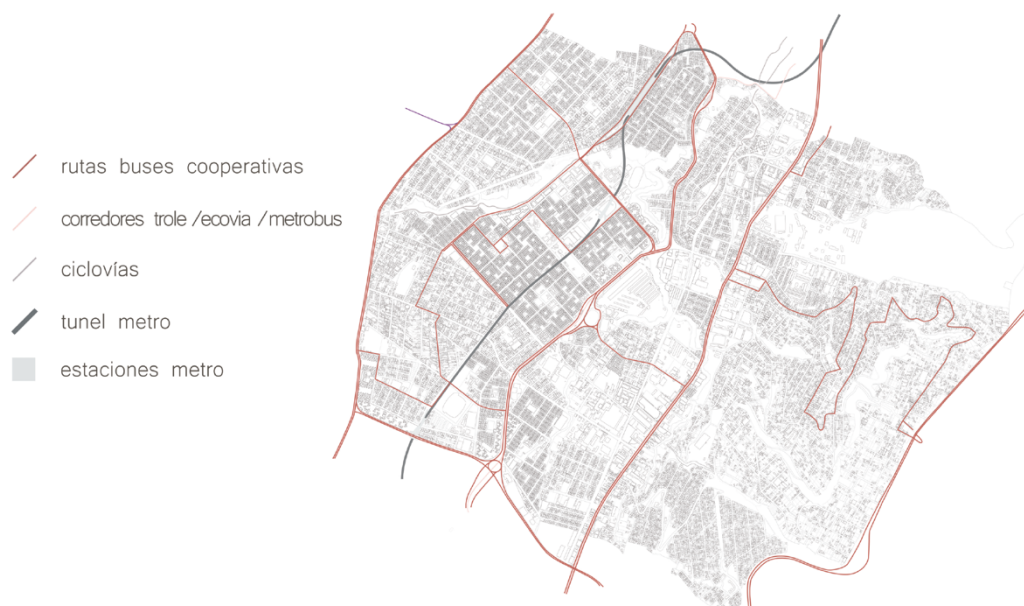 rutas buses cooperativas
corredores trole /ecovia /metrobus
ciclovías
tunel metro
estaciones metro